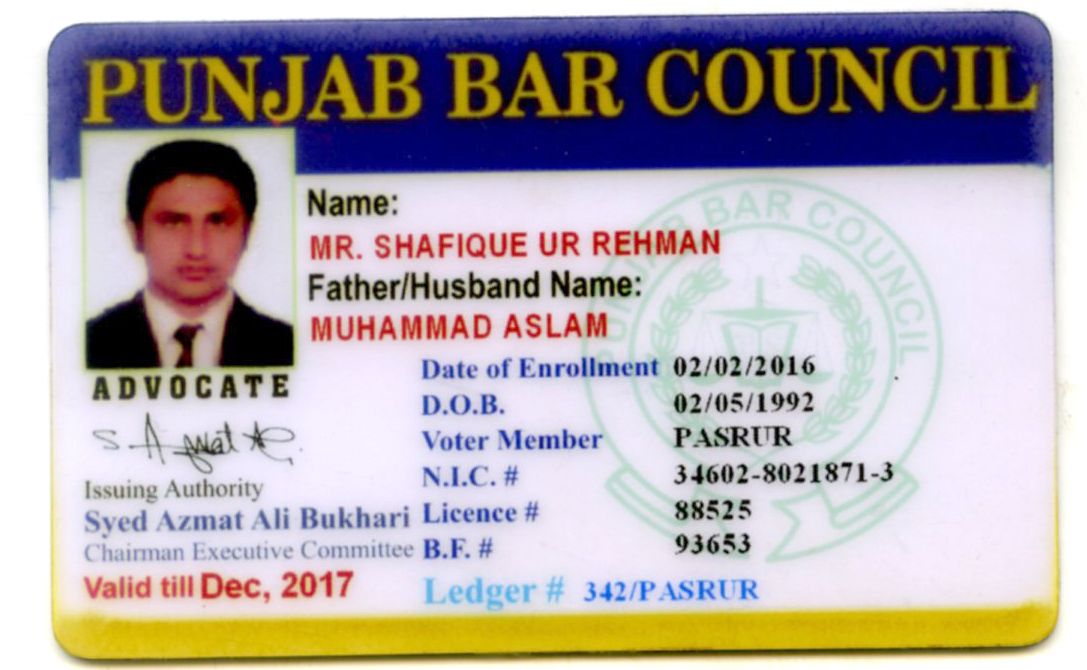 PUNJAB BAR COUNCIL
Name:
MR. SHAFIQUE UR REHMAN
Father/Husband Name:
MUHAMMAD ASLAM
ADVOCATE
Date of Enrollment 02/02/2016
D.O.B. 02/05/1992
Voter Member PASRUR
N.I.C. # 34602-8021871-3
Issuing Authority
Syed Azmat Ali Bukhari
Licence # 88525
Chairman Executive Committee
B.F. # 93653
Valid till Dec, 2017
Ledger # 342/PASRUR
PUNJAB BAR COUNCIL